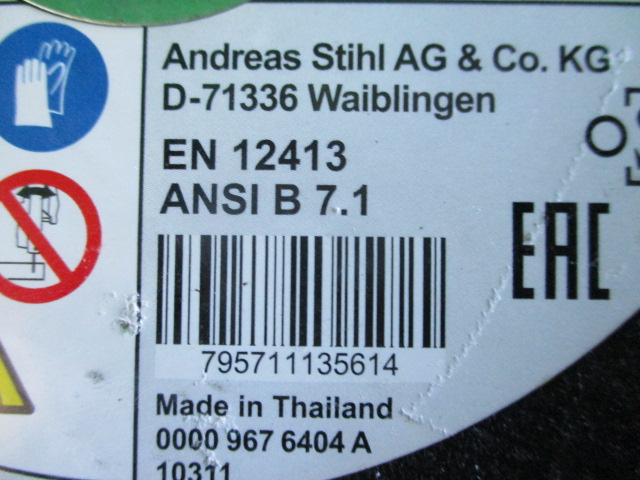 Andreas Stihl AG & Co. KG
D-71336 Waiblingen
EN 12413
ANSI B 7.1
EAC
795711135614
Made in Thailand
0000 967 6404 A
10311